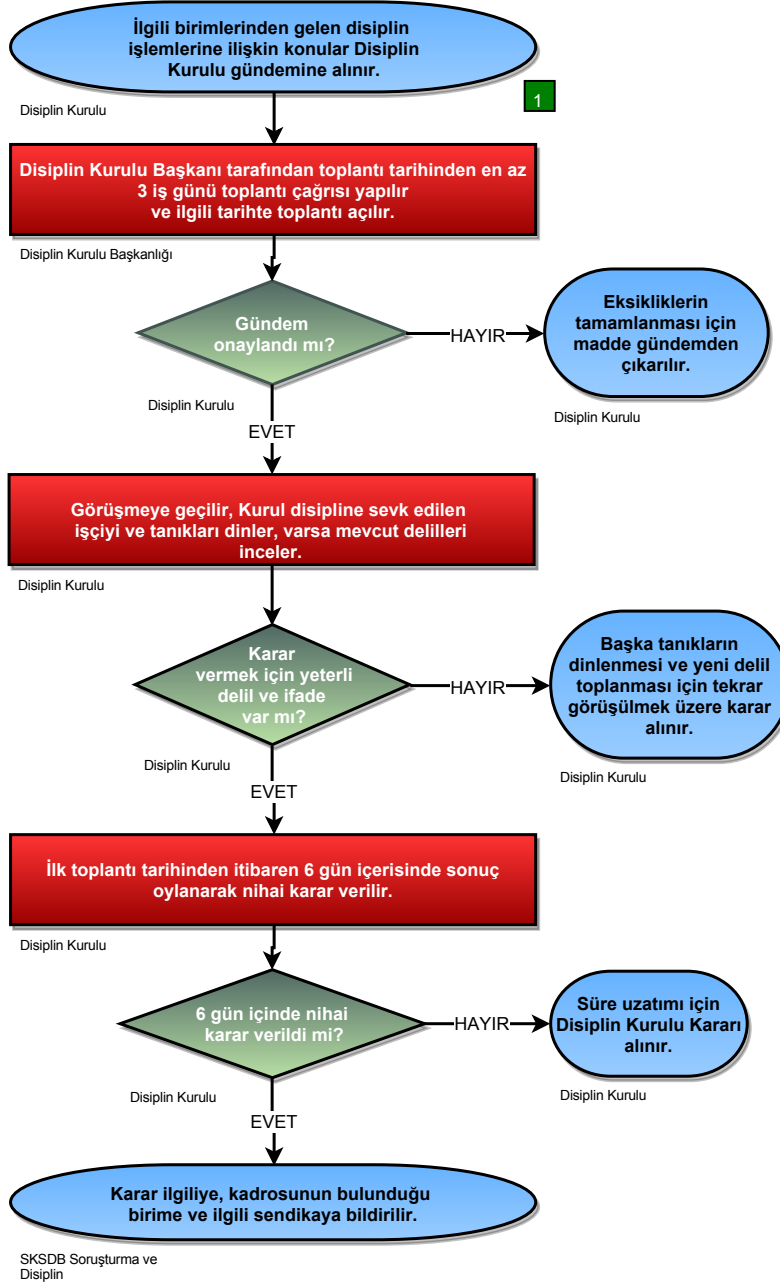 İlgili birimlerinden gelen disiplin
işlemlerine ilişkin konular Disiplin
Kurulu gündemine alınır.
Disiplin Kurulu
1
Disiplin Kurulu Başkanı tarafından toplantı tarihinden en az
3 iş günü toplantı çağrısı yapılır
ve ilgili tarihte toplantı açılır.
Disiplin Kurulu Başkanlığı
Gündem
onaylandı mı?
HAYIR
Eksikliklerin
tamamlanması için
madde gündemden
çıkarılır.
Disiplin Kurulu
Disiplin Kurulu
EVET
Görüşmeye geçilir, Kurul disipline sevk edilen
işçiyi ve tanıkları dinler, varsa mevcut delilleri
inceler.
Disiplin Kurulu
Karar
vermek için yeterli
delil ve ifade
var mı?
HAYIR
Başka tanıkların
dinlenmesi ve yeni delil
toplanması için tekrar
görüşülmek üzere karar
alınır.
Disiplin Kurulu
Disiplin Kurulu
EVET
İlk toplantı tarihinden itibaren 6 gün içerisinde sonuç
oylanarak nihai karar verilir.
Disiplin Kurulu
6 gün içinde nihai
karar verildi mi?
HAYIR
Süre uzatımı için
Disiplin Kurulu Kararı
alınır.
Disiplin Kurulu
Disiplin Kurulu
EVET
Karar ilgiliye, kadrosunun bulunduğu
birime ve ilgili sendikaya bildirilir.
SKSDB Soruşturma ve
Disiplin